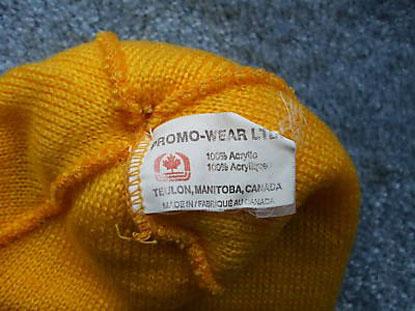 PROMO-WEAR LTD
100% Acrylic
100% Acrylique
TEULON, MANITOBA, CANADA
MADE IN/FABRIQUE AU CANADA